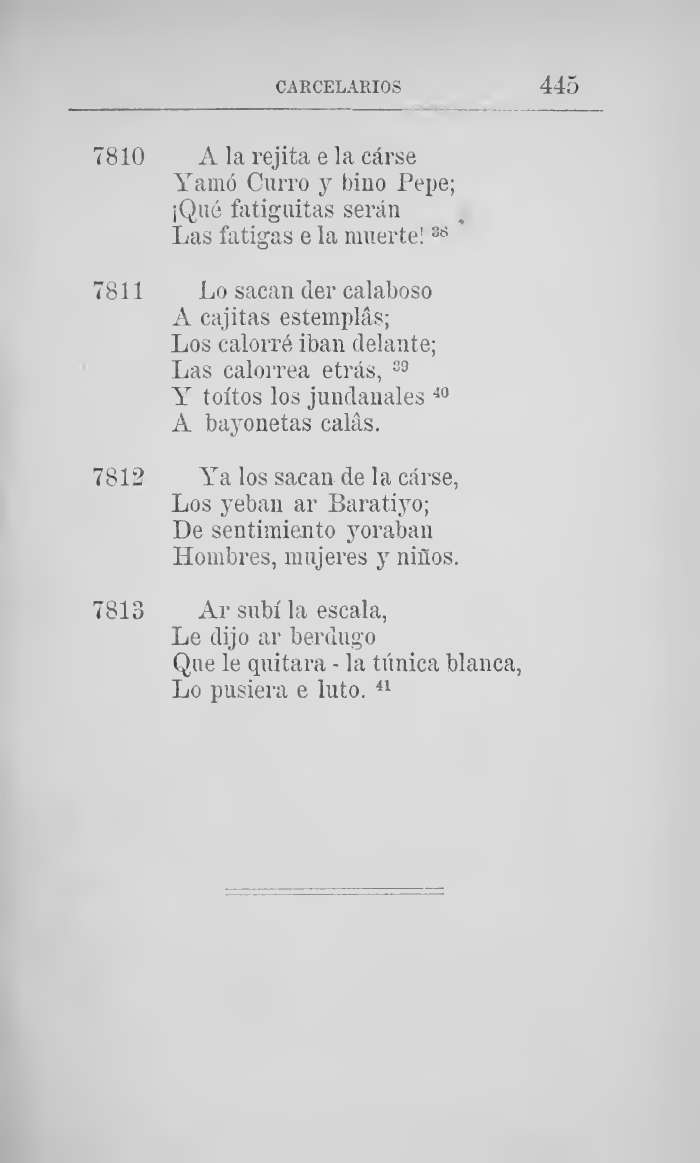 CARCELARIOS 445
7810 A la rejita e la cárse
Yamó Curro y bino Pepe;
¡Qué fatiguitas serán
Las fatigas e la muerte! 38
7811 Lo sacan der calaboso
A cajitas estemplâs;
Los calorré iban delante;
Las calorrea etrás, 39
Y toítos los jundanales 40
A bayonetas calâs.
7812 Ya los sacan de la cárse,
Los yeban ar Baratiyo;
De sentimiento yoraban
Hombres, mujeres y niños.
7813 Ar subí la escala,
Le dijo ar berdugo
Que le quitara - la túnica blanca,
Lo pusiera e luto. 41